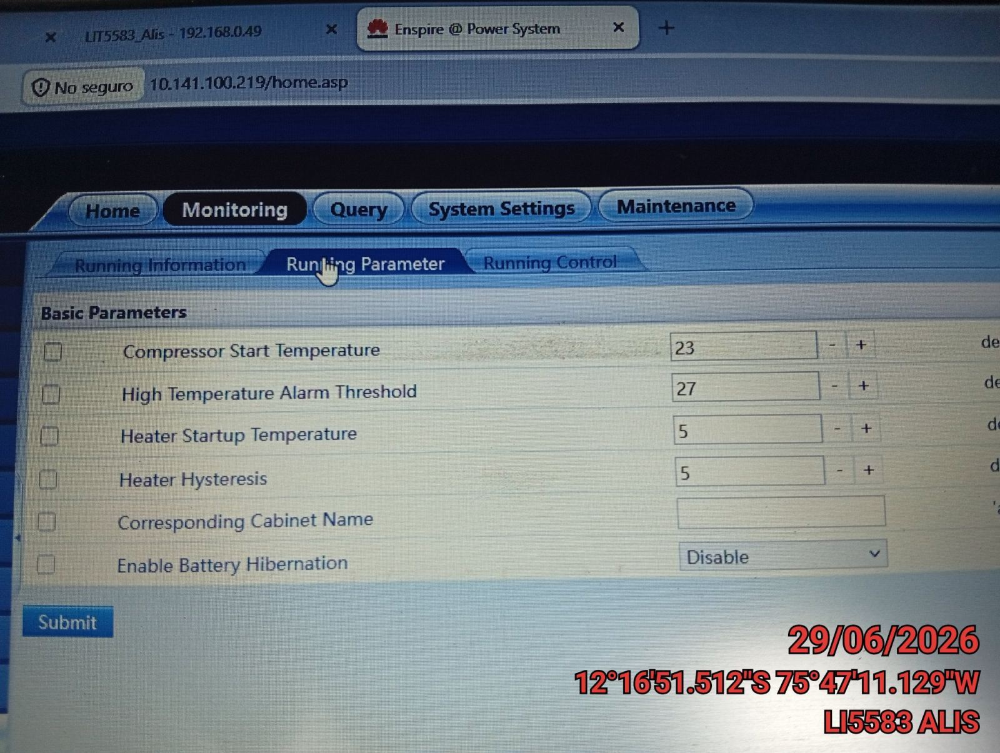 LIT5583_Alis - 192.168.0.49
Enspire @ Power System
No seguro
10.141.100.219/home.asp
Home Monitoring Query System Settings Maintenance
Running Information Running Parameter Running Control
Basic Parameters
Compressor Start Temperature 23 - + de
High Temperature Alarm Threshold 27 - + de
Heater Startup Temperature 5 - + de
Heater Hysteresis 5 - + d
Corresponding Cabinet Name
Enable Battery Hibernation Disable
Submit
29/06/2026
12°16'51.512"S 75°47'11.129"W
LI5583 ALIS